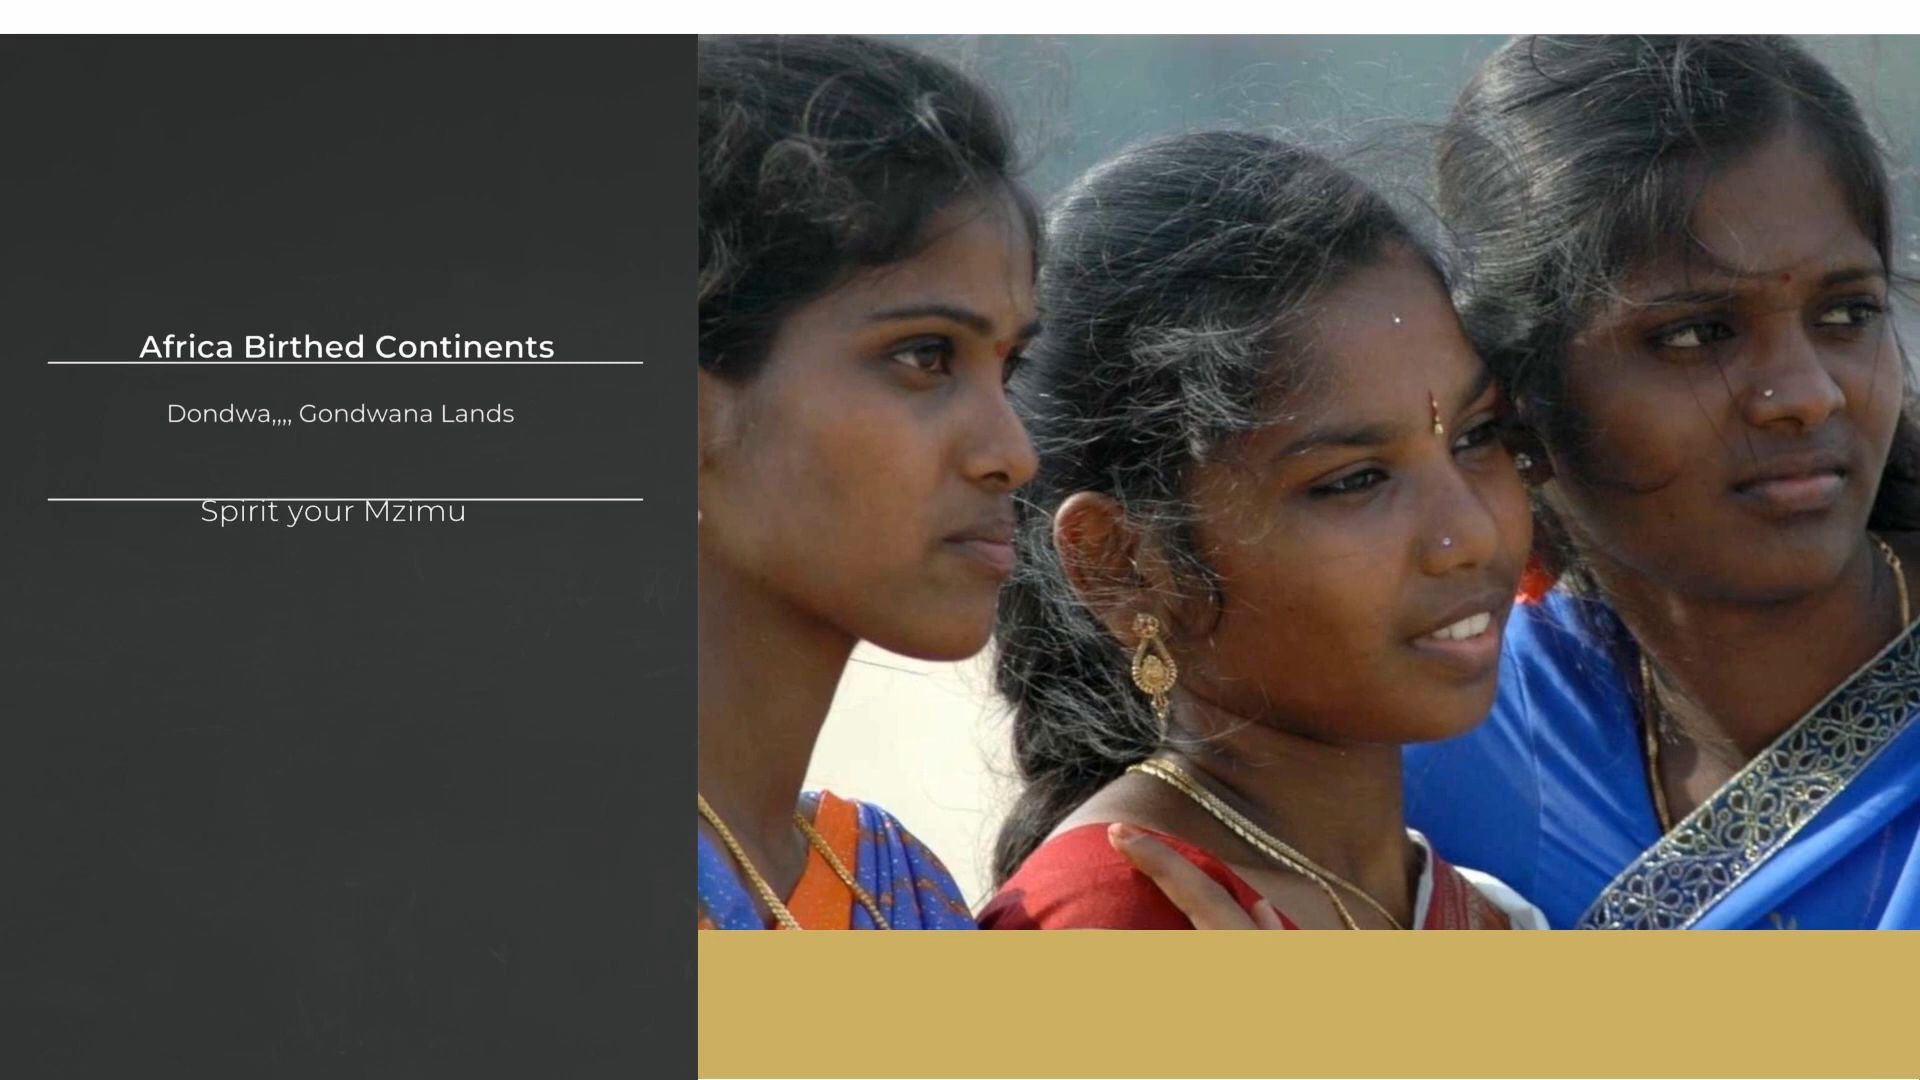 Africa Birthed Continents
Dondwa,,,, Gondwana Lands
Spirit your Mzimu